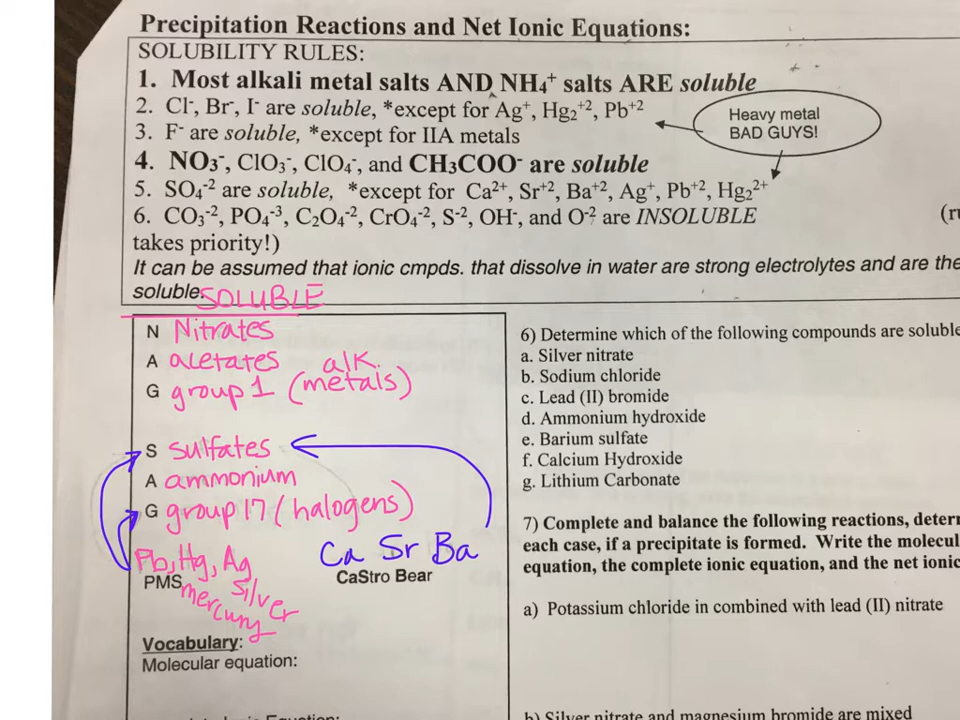 Precipitation Reactions and Net Ionic Equations:
SOLUBILITY RULES:
1. Most alkali metal salts AND NH₄⁺ salts ARE soluble
2. Cl⁻, Br⁻, I⁻ are soluble, *except for Ag⁺, Hg₂⁺², Pb⁺²
Heavy metal
BAD GUYS!
3. F⁻ are soluble, *except for IIA metals
4. NO₃⁻, ClO₃⁻, ClO₄⁻, and CH₃COO⁻ are soluble
5. SO₄⁻² are soluble, *except for Ca²⁺, Sr⁺², Ba⁺², Ag⁺, Pb⁺², Hg₂²⁺
6. CO₃⁻², PO₄⁻³, C₂O₄⁻², CrO₄⁻², S⁻², OH⁻, and O⁻² are INSOLUBLE (ru
takes priority!)
It can be assumed that ionic cmpds. that dissolve in water are strong electrolytes and are the
soluble. SOLUBLE
N Nitrates
A acetates
G group 1 (alk. metals)
S sulfates
A ammonium
G group 17 (halogens)
Pb, Hg, Ag
PMS mercury silver
Ca Sr Ba
CaStro Bear
Vocabulary:
Molecular equation:
6) Determine which of the following compounds are soluble
a. Silver nitrate
b. Sodium chloride
c. Lead (II) bromide
d. Ammonium hydroxide
e. Barium sulfate
f. Calcium Hydroxide
g. Lithium Carbonate
7) Complete and balance the following reactions, deter
each case, if a precipitate is formed. Write the molecul
equation, the complete ionic equation, and the net ionic
a) Potassium chloride in combined with lead (II) nitrate
b) Silver nitrate and magnesium bromide are mixed